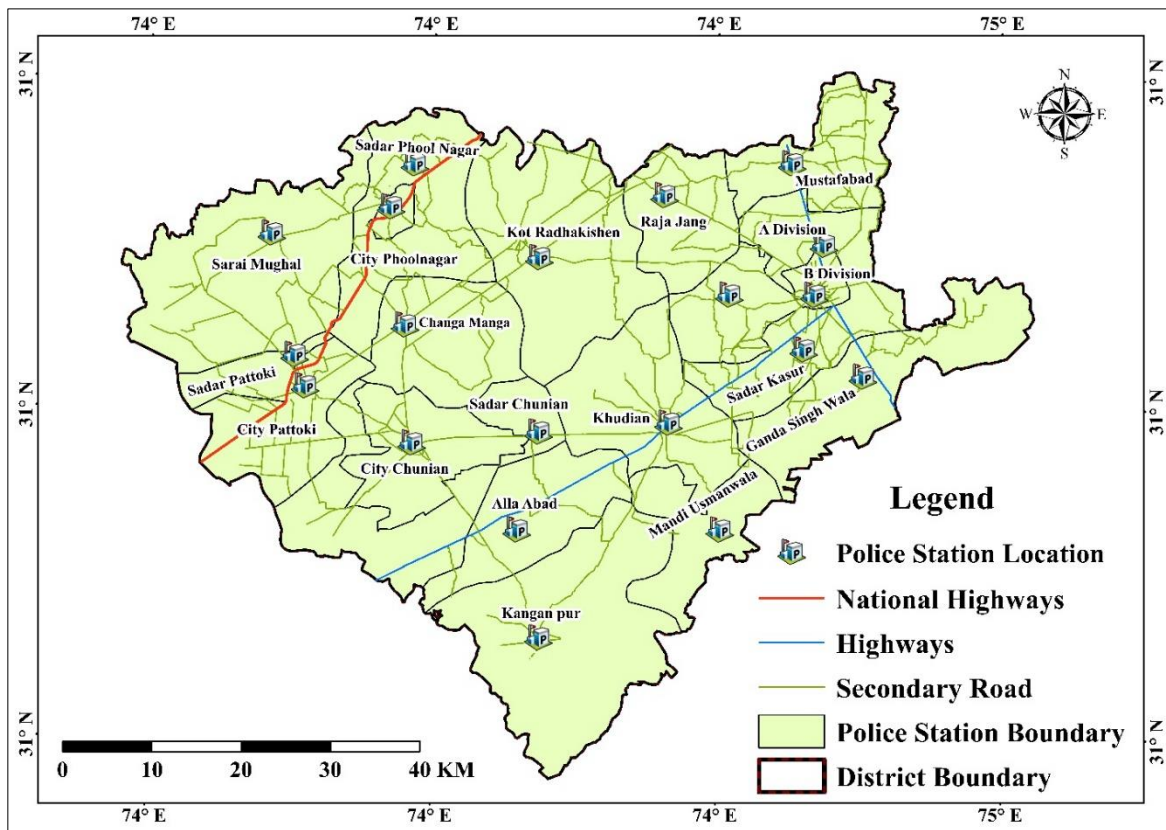 74° E 74° E 74° E 75° E
31° N 31° N
N
W E
S
Sadar Phool Nagar
Mustafabad
Raja Jang
Kot Radhakishen
A Division
Sarai Mughal
City Phoolnagar
B Division
Changa Manga
Sadar Pattoki
Sadar Kasur
31° N 31° N
Sadar Chunian
Khudian
Ganda Singh Wala
City Pattoki
City Chunian
Alla Abad
Mandi Usmanwala
Kangan pur
Legend
P Police Station Location
National Highways
Highways
Secondary Road
Police Station Boundary
District Boundary
31° N 31° N
0 10 20 30 40 KM
74° E 74° E 74° E 75° E